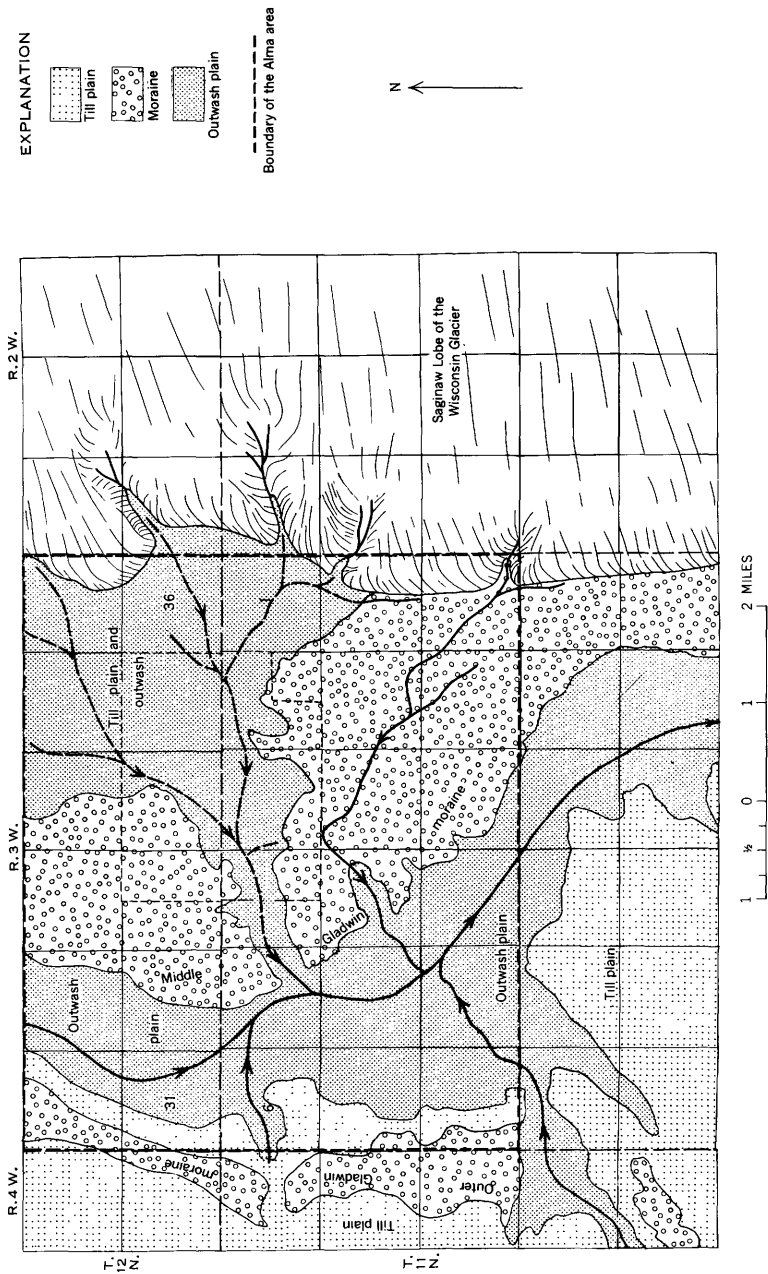 EXPLANATION
Till plain
Moraine
Outwash plain
Boundary of the Alma area
N
R. 4 W.
R. 3 W.
R. 2 W.
T.
12
N.
T.
11
N.
Outwash
plain
31
moraine
Middle
Till plain and
outwash
36
6
1
Gladwin
moraine
Gladwin
Outer
Till plain
Outwash plain
Till plain
Saginaw Lobe of the
Wisconsin Glacier
1 ½ 0 1 2 MILES